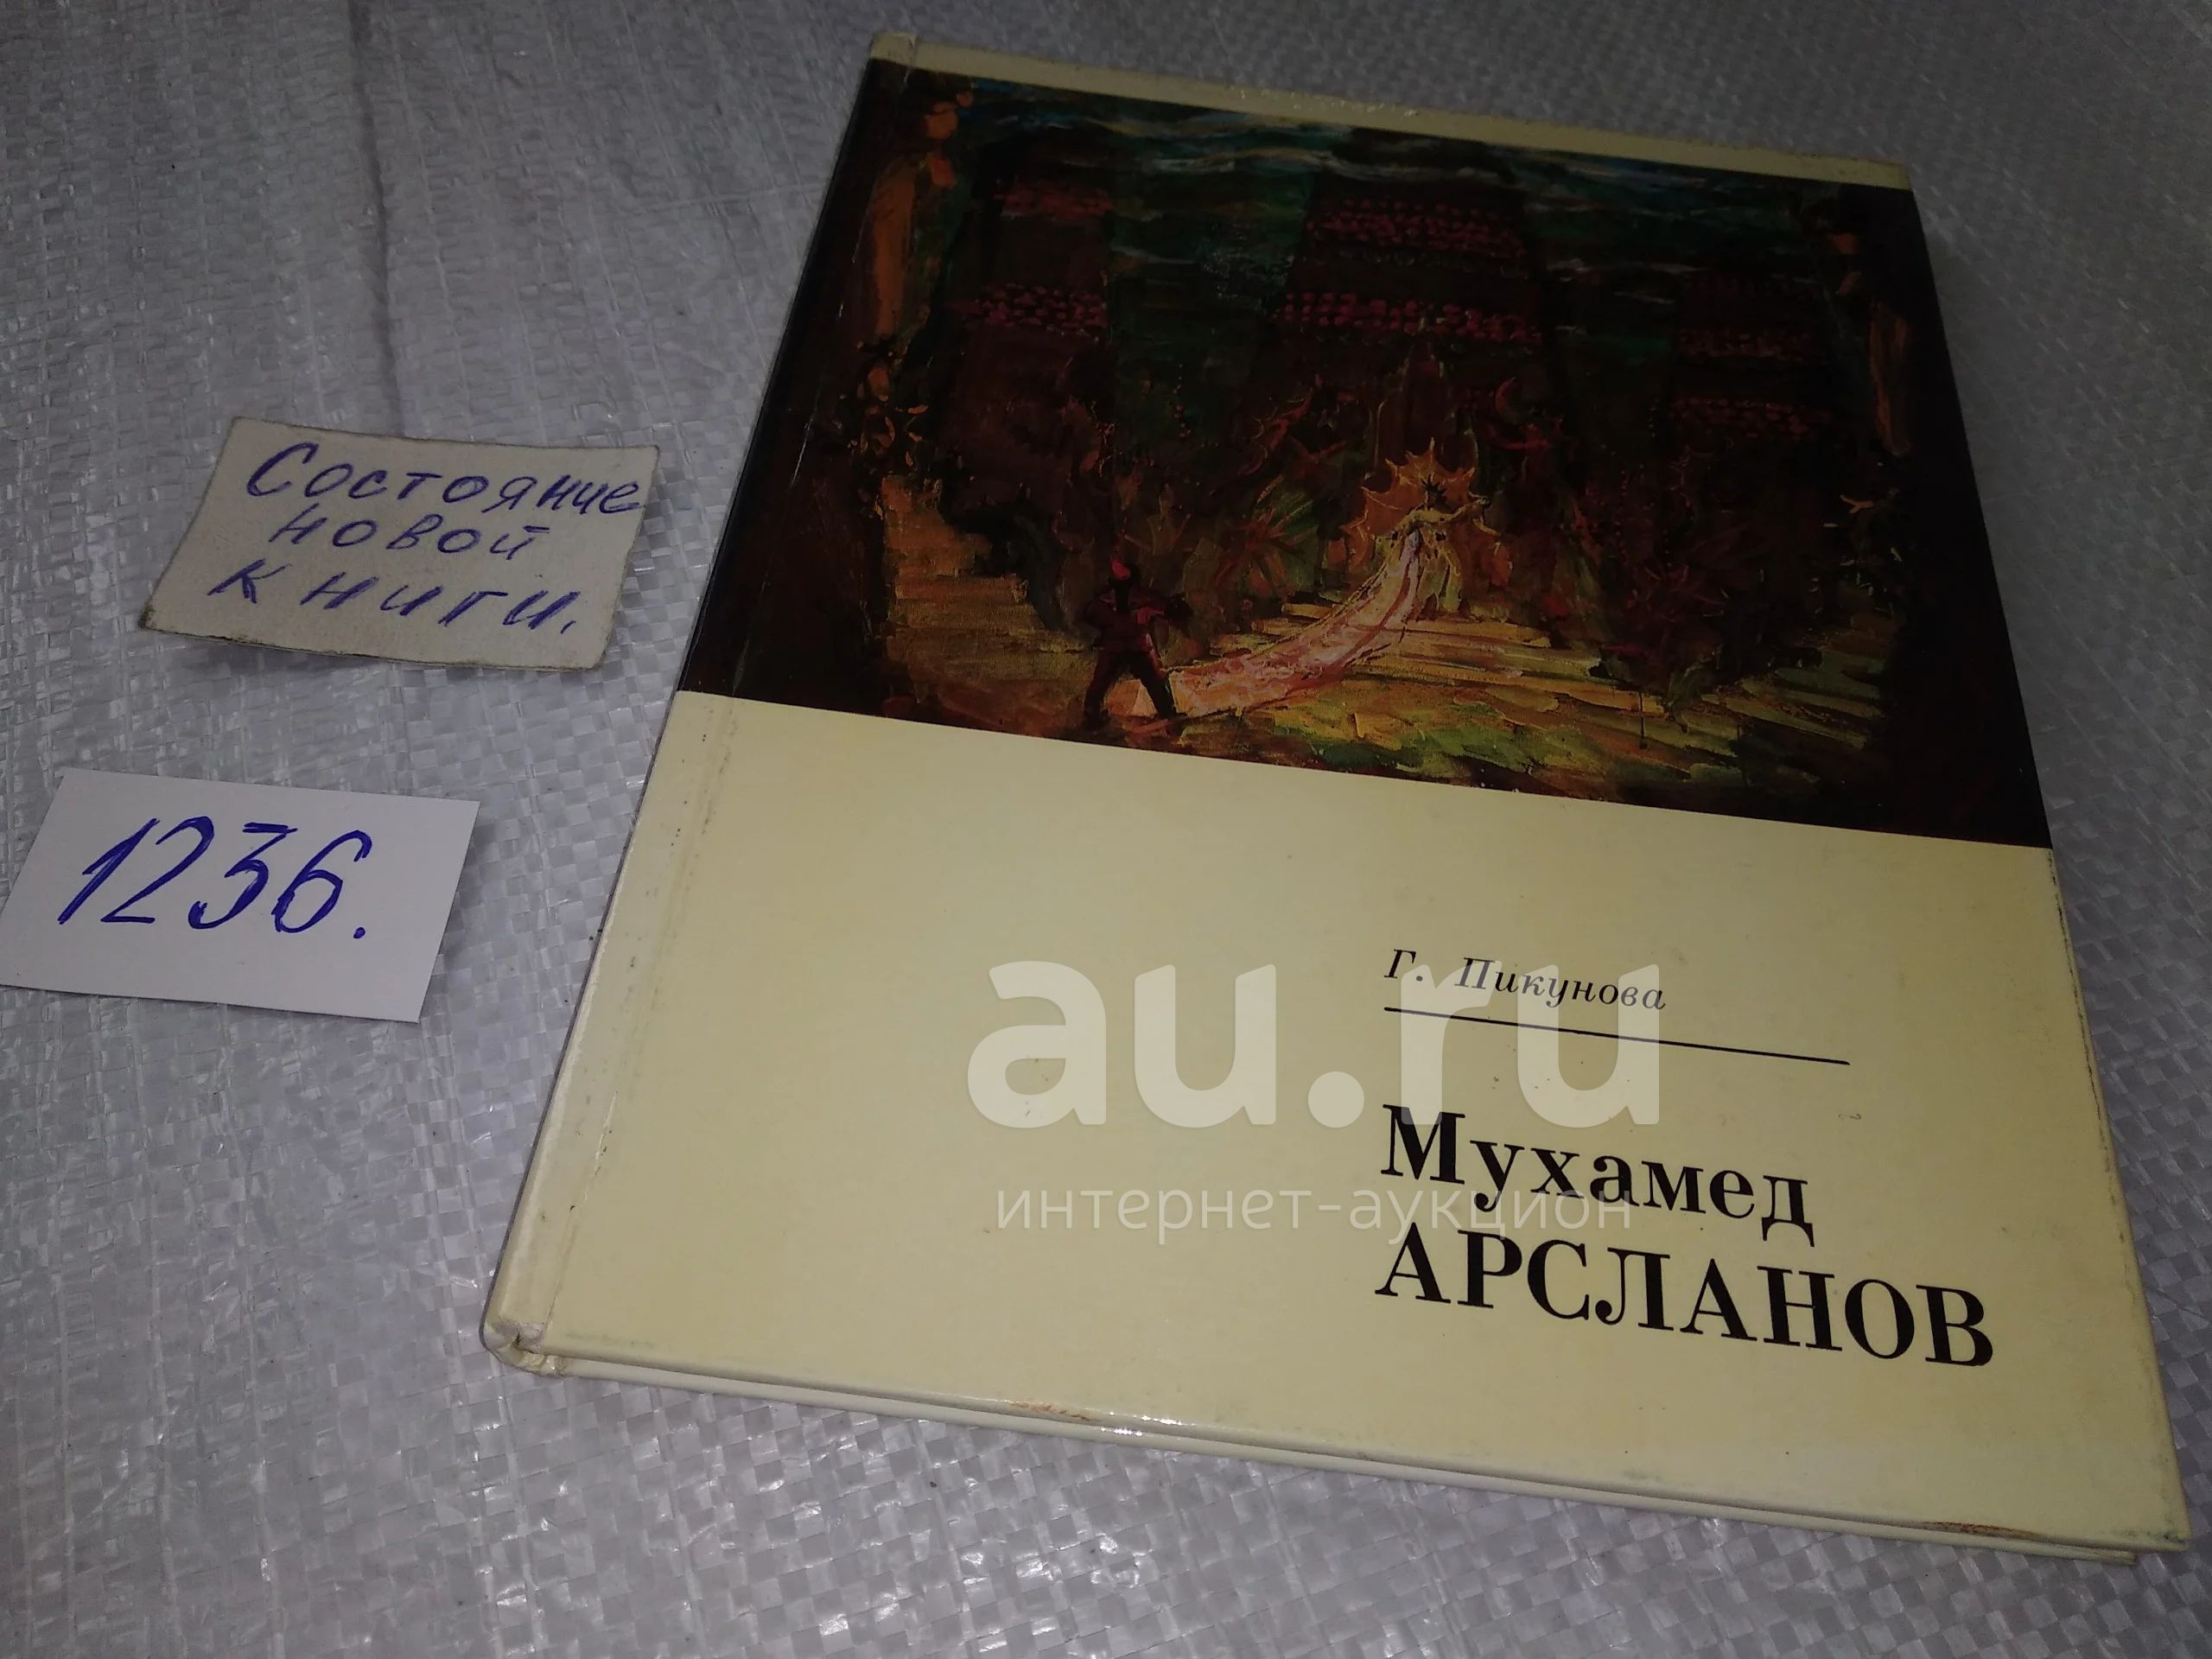 Состояние
новой
книги.
1236.
Г. Пикунова
au.ru
Мухамед
интернет-аукцион
АРСЛАНОВ